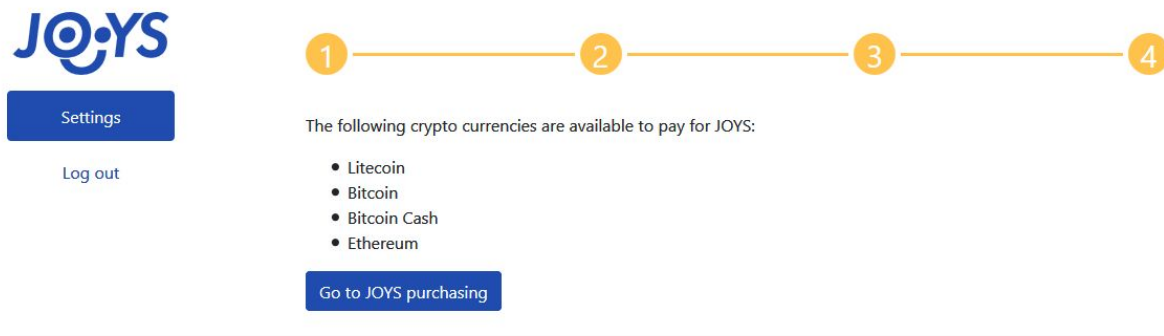 JOYS
Settings
Log out
1 2 3 4
The following crypto currencies are available to pay for JOYS:
Litecoin
Bitcoin
Bitcoin Cash
Ethereum
Go to JOYS purchasing